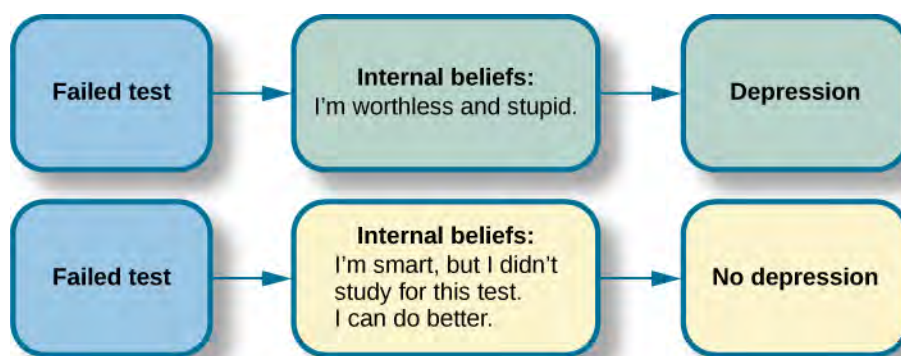 Failed test
Internal beliefs:
I'm worthless and stupid.
Depression
Failed test
Internal beliefs:
I'm smart, but I didn't
study for this test.
I can do better.
No depression